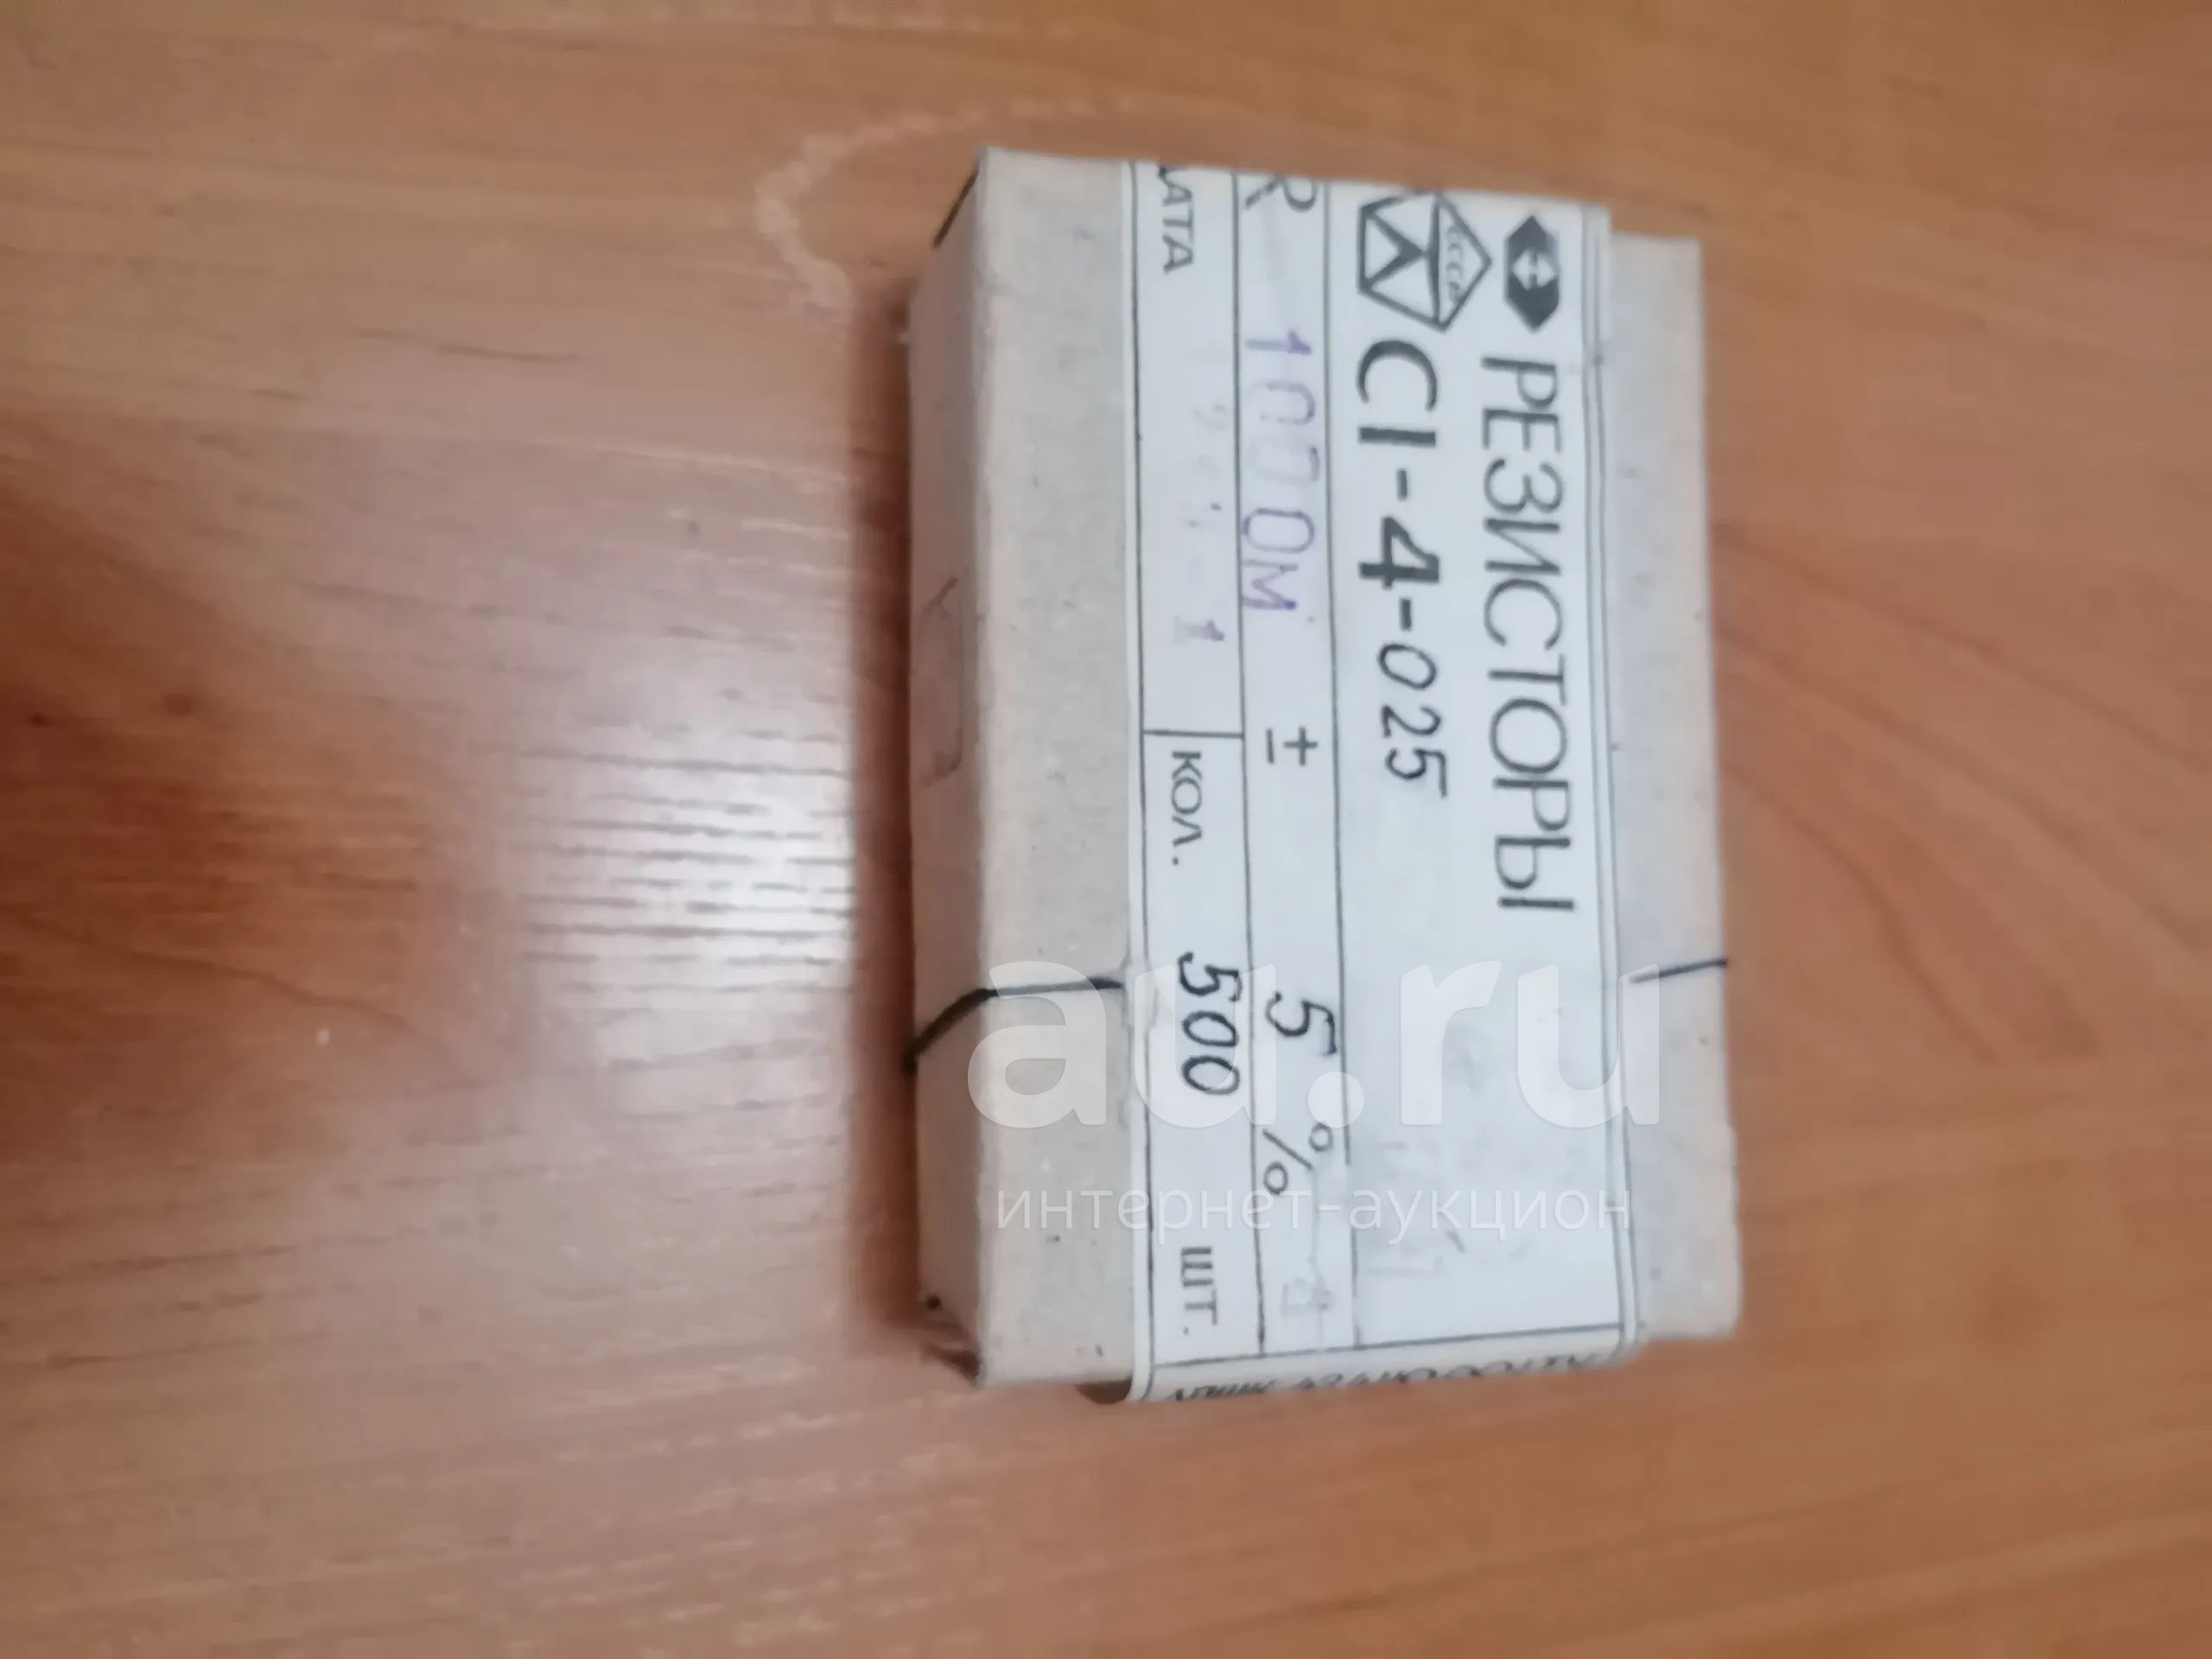 РЕЗИСТОРЫ
СССР
С1-4-025
R 100 Ом ± 5 %
ДАТА
КОЛ. 500 ШТ.
au.ru
интернет-аукцион